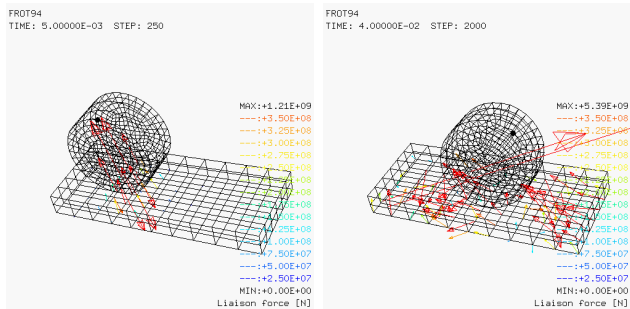 FROT94
TIME: 5.00000E-03 STEP: 250
MAX:+1.21E+09
---:+3.50E+08
---:+3.25E+08
---:+3.00E+08
---:+2.75E+08
---:+1.00E+08
---:+7.50E+07
---:+5.00E+07
---:+2.50E+07
MIN:+0.00E+00
Liaison force [N]
FROT94
TIME: 4.00000E-02 STEP: 2000
MAX:+5.39E+09
---:+3.50E+08
---:+3.25E+08
---:+3.00E+08
---:+2.75E+08
---:+7.50E+07
---:+5.00E+07
---:+2.50E+07
MIN:+0.00E+00
Liaison force [N]